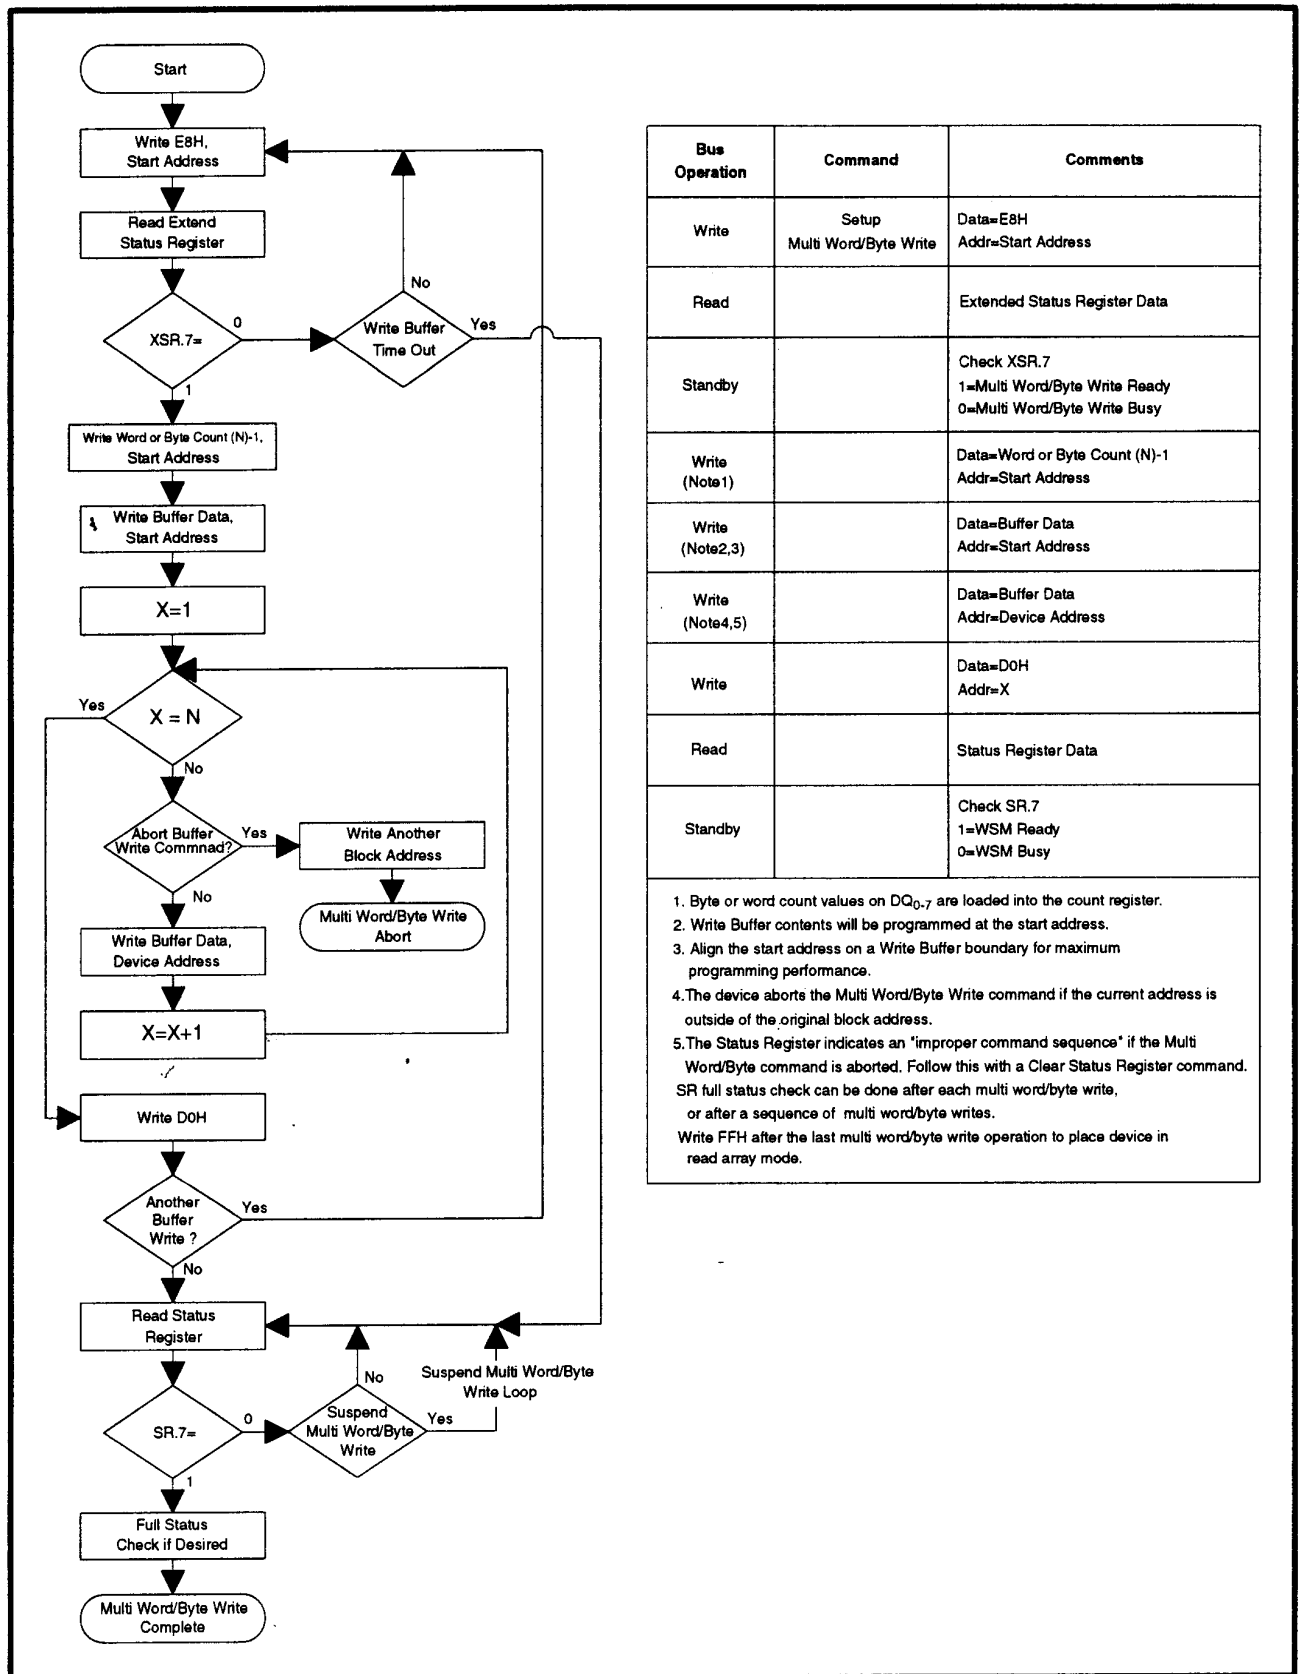 Start
Write E8H,
Start Address
Read Extend
Status Register
No
XSR.7=
0
Write Buffer
Time Out
Yes
1
Write Word or Byte Count (N)-1,
Start Address
Write Buffer Data,
Start Address
X=1
Yes
X = N
No
Abort Buffer
Write Commnad?
Yes
Write Another
Block Address
No
Multi Word/Byte Write
Abort
Write Buffer Data,
Device Address
X=X+1
Write D0H
Another
Buffer
Write ?
Yes
No
Read Status
Register
No
Suspend Multi Word/Byte
Write Loop
SR.7=
0
Suspend
Multi Word/Byte
Write
Yes
1
Full Status
Check if Desired
Multi Word/Byte Write
Complete
Bus
Operation
Command
Comments
Write
Setup
Multi Word/Byte Write
Data=E8H
Addr=Start Address
Read
Extended Status Register Data
Standby
Check XSR.7
1=Multi Word/Byte Write Ready
0=Multi Word/Byte Write Busy
Write
(Note1)
Data=Word or Byte Count (N)-1
Addr=Start Address
Write
(Note2,3)
Data=Buffer Data
Addr=Start Address
Write
(Note4,5)
Data=Buffer Data
Addr=Device Address
Write
Data=D0H
Addr=X
Read
Status Register Data
Standby
Check SR.7
1=WSM Ready
0=WSM Busy
1. Byte or word count values on DQ0-7 are loaded into the count register.
2. Write Buffer contents will be programmed at the start address.
3. Align the start address on a Write Buffer boundary for maximum
programming performance.
4.The device aborts the Multi Word/Byte Write command if the current address is
outside of the original block address.
5.The Status Register indicates an "improper command sequence" if the Multi
Word/Byte command is aborted. Follow this with a Clear Status Register command.
SR full status check can be done after each multi word/byte write,
or after a sequence of multi word/byte writes.
Write FFH after the last multi word/byte write operation to place device in
read array mode.